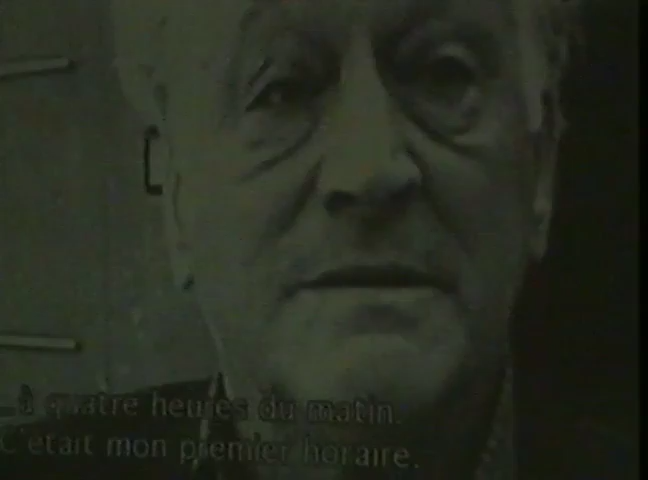 ...à quatre heures du matin.
C'était mon premier horaire.